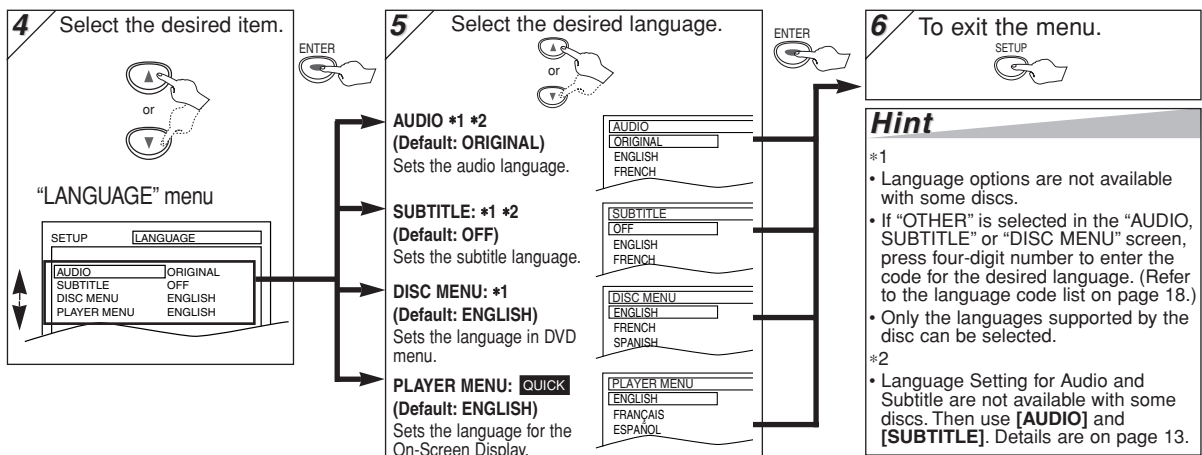 4 Select the desired item.
or
"LANGUAGE" menu
SETUP LANGUAGE
AUDIO ORIGINAL
SUBTITLE OFF
DISC MENU ENGLISH
PLAYER MENU ENGLISH
ENTER
5 Select the desired language.
or
AUDIO *1 *2
(Default: ORIGINAL)
Sets the audio language.
AUDIO
ORIGINAL
ENGLISH
FRENCH
SUBTITLE: *1 *2
(Default: OFF)
Sets the subtitle language.
SUBTITLE
OFF
ENGLISH
FRENCH
DISC MENU: *1
(Default: ENGLISH)
Sets the language in DVD
menu.
DISC MENU
ENGLISH
FRENCH
SPANISH
PLAYER MENU: QUICK
(Default: ENGLISH)
Sets the language for the
On-Screen Display.
PLAYER MENU
ENGLISH
FRANÇAIS
ESPAÑOL
ENTER
6 To exit the menu.
SETUP
Hint
*1
• Language options are not available
with some discs.
• If "OTHER" is selected in the "AUDIO,
SUBTITLE" or "DISC MENU" screen,
press four-digit number to enter the
code for the desired language. (Refer
to the language code list on page 18.)
• Only the languages supported by the
disc can be selected.
*2
• Language Setting for Audio and
Subtitle are not available with some
discs. Then use [AUDIO] and
[SUBTITLE]. Details are on page 13.